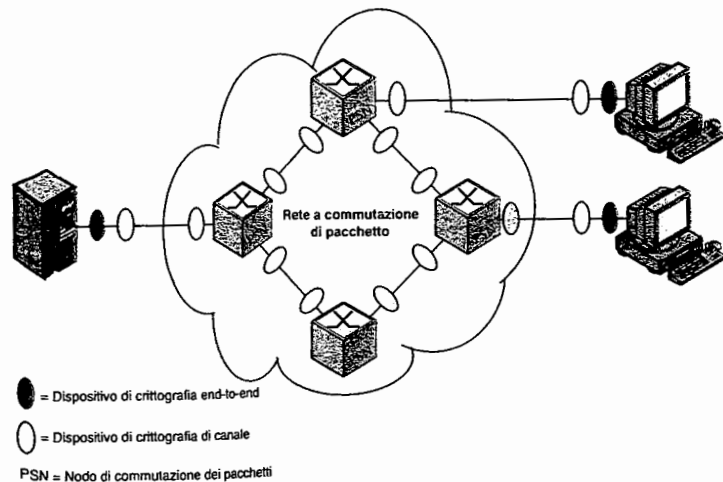 Rete a commutazione
di pacchetto
= Dispositivo di crittografia end-to-end
= Dispositivo di crittografia di canale
PSN = Nodo di commutazione dei pacchetti